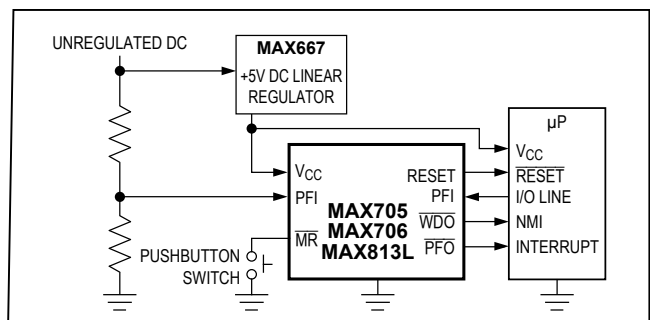 UNREGULATED DC
MAX667
+5V DC LINEAR
REGULATOR
µP
VCC
RESET
I/O LINE
NMI
INTERRUPT
VCC
PFI
MR
RESET
PFI
WDO
PFO
MAX705
MAX706
MAX813L
PUSHBUTTON
SWITCH